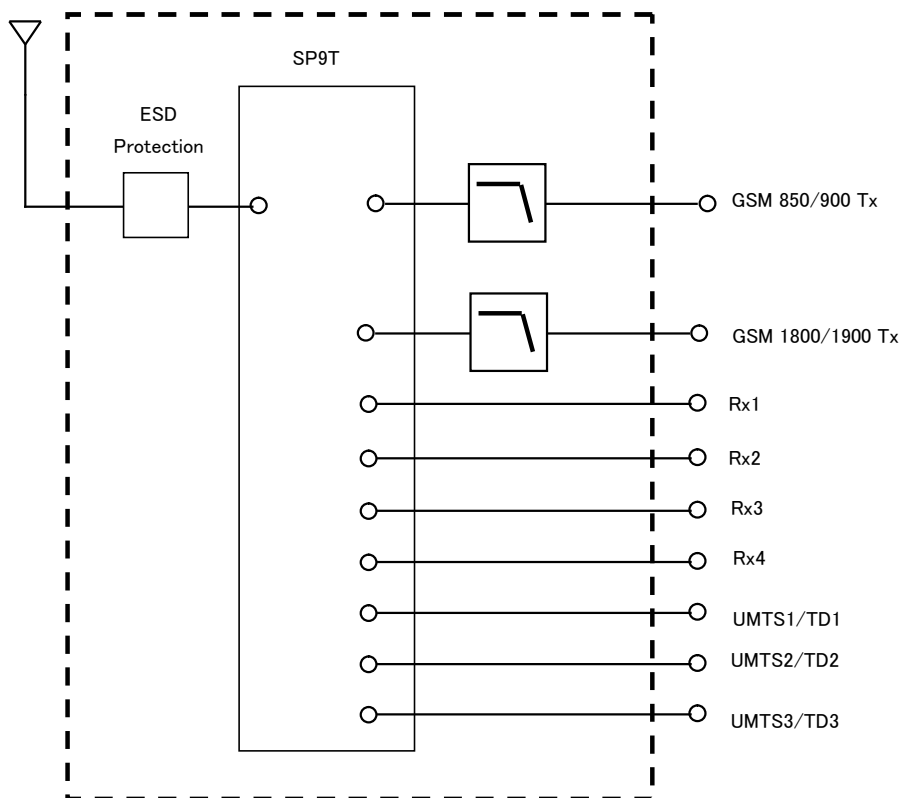 SP9T
ESD
Protection
GSM 850/900 Tx
GSM 1800/1900 Tx
Rx1
Rx2
Rx3
Rx4
UMTS1/TD1
UMTS2/TD2
UMTS3/TD3